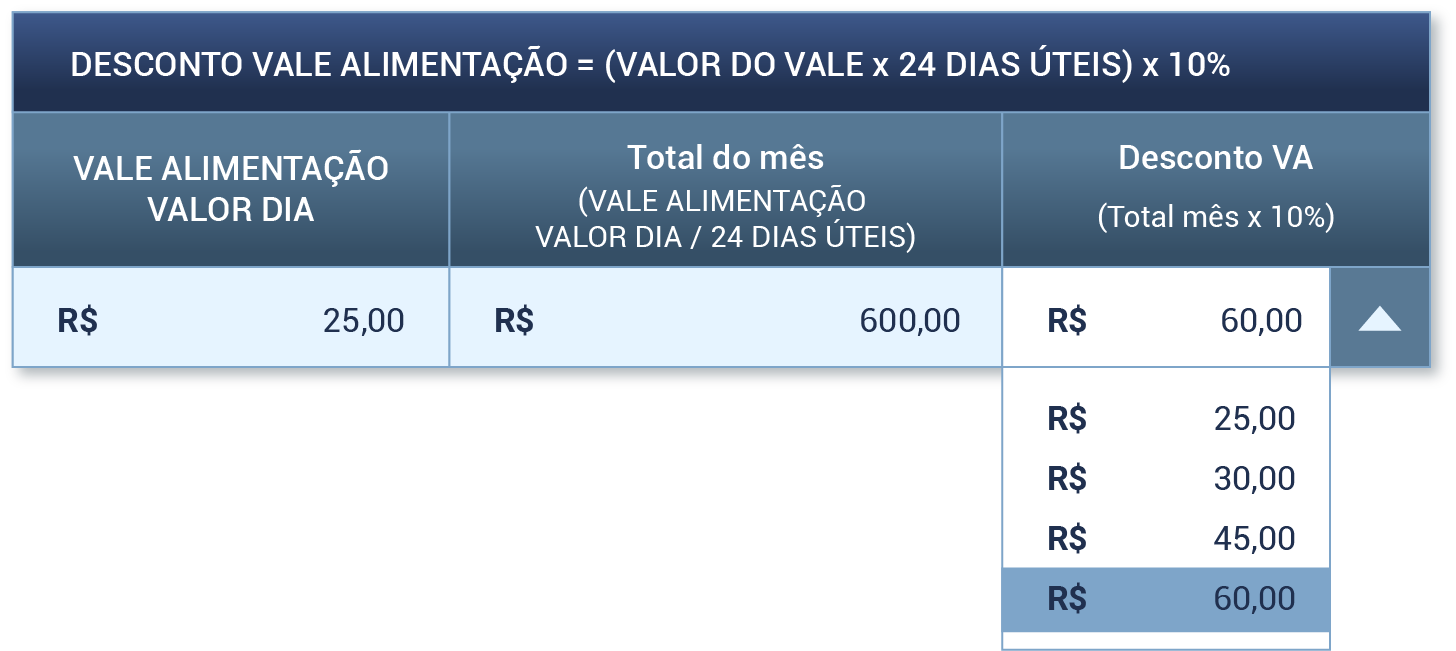 DESCONTO VALE ALIMENTAÇÃO = (VALOR DO VALE x 24 DIAS ÚTEIS) x 10%
VALE ALIMENTAÇÃO
VALOR DIA
Total do mês
(VALE ALIMENTAÇÃO
VALOR DIA / 24 DIAS ÚTEIS)
Desconto VA
(Total mês x 10%)
R$ 25,00
R$ 600,00
R$ 60,00
R$ 25,00
R$ 30,00
R$ 45,00
R$ 60,00